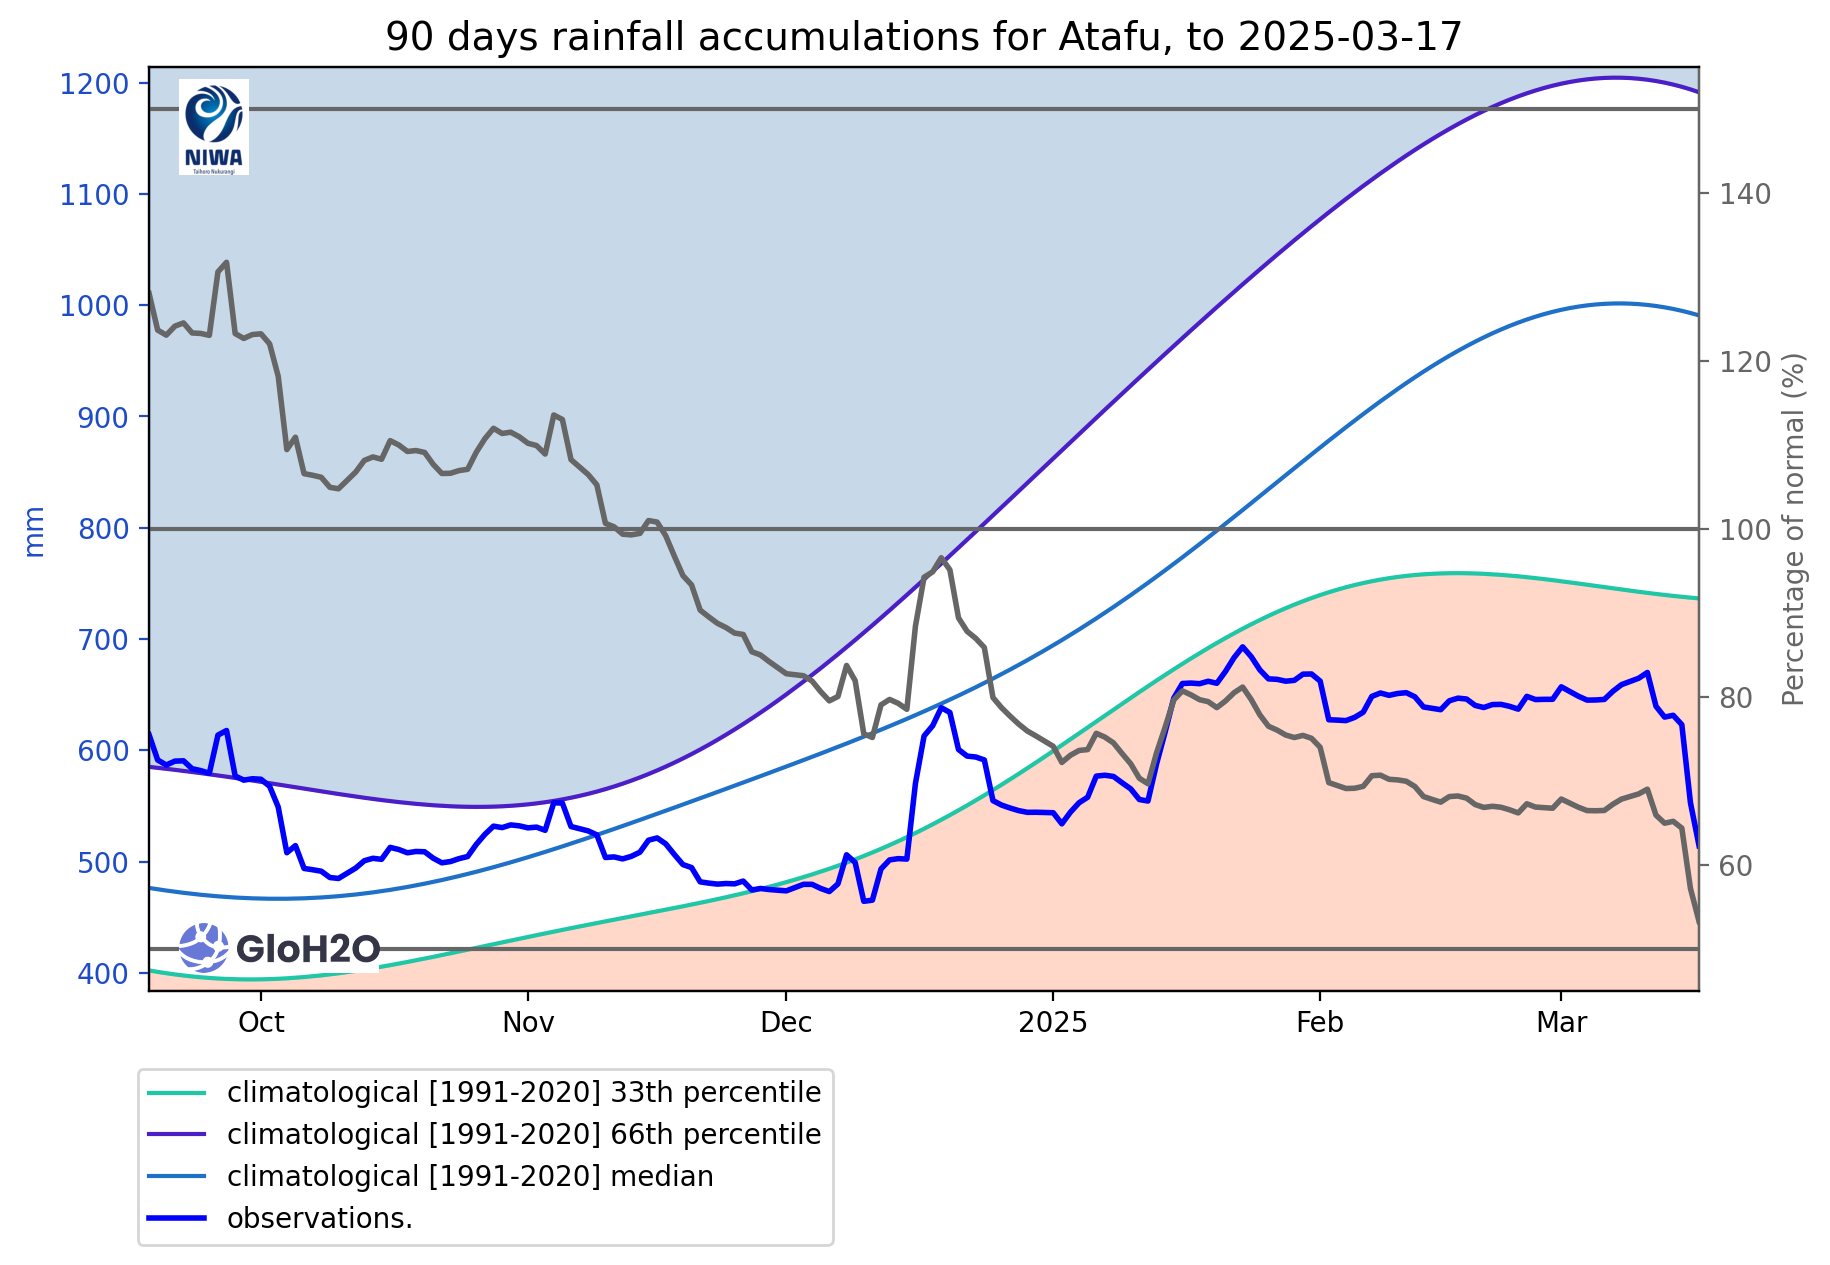 90 days rainfall accumulations for Atafu, to 2025-03-17
1200
1100
1000
900
800
700
600
500
400
mm
140
120
100
80
60
Percentage of normal (%)
NIWA
Taihoro Nukurangi
GloH2O
Oct
Nov
Dec
2025
Feb
Mar
climatological [1991-2020] 33th percentile
climatological [1991-2020] 66th percentile
climatological [1991-2020] median
observations.